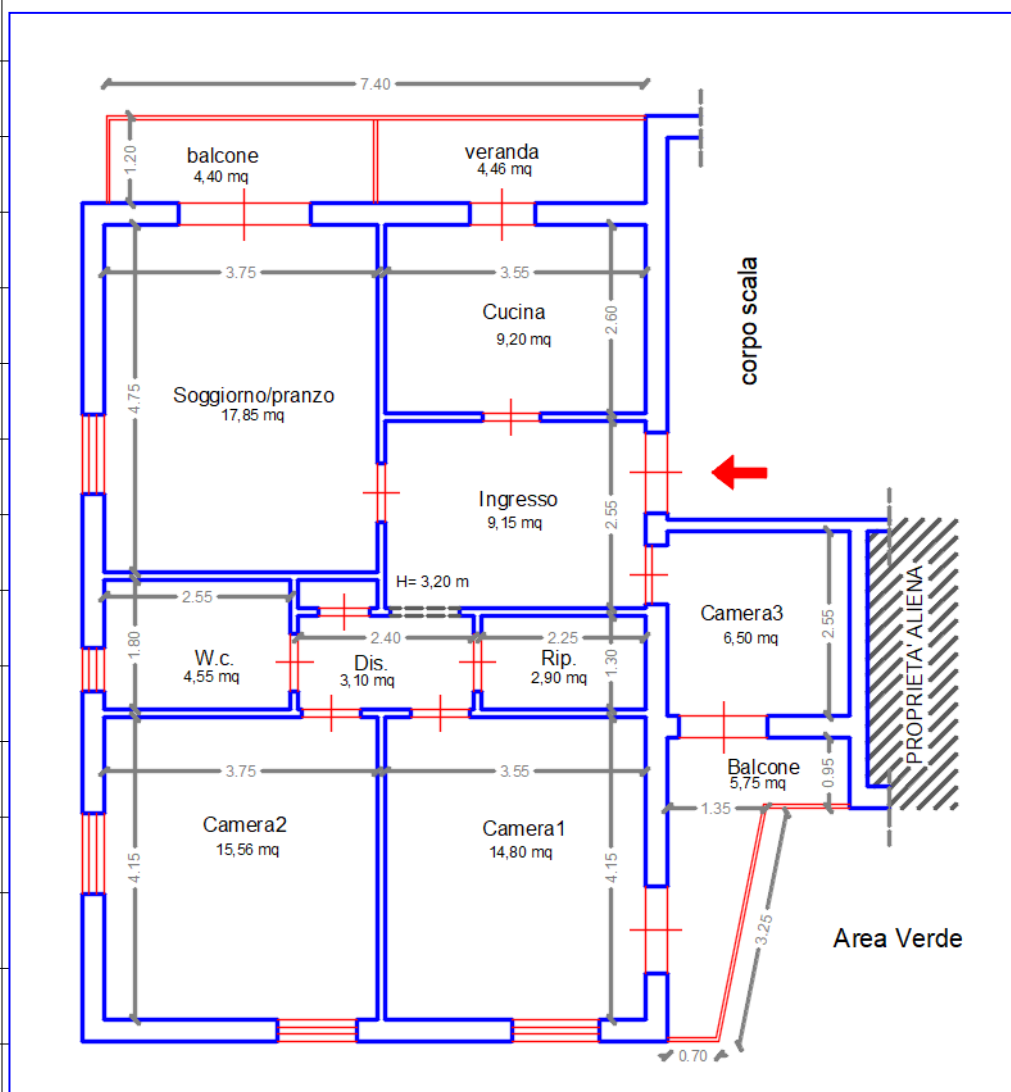 7.40
balcone
4,40 mq
veranda
4,46 mq
1.20
3.75
3.55
Cucina
9,20 mq
2.60
corpo scala
4.75
Soggiorno/pranzo
17,85 mq
Ingresso
9,15 mq
2.55
H= 3,20 m
2.55
1.80
W.c.
4,55 mq
2.40
Dis.
3,10 mq
2.25
Rip.
2,90 mq
1.30
Camera3
6,50 mq
2.55
PROPRIETA' ALIENA
3.75
3.55
Balcone
5,75 mq
0.95
1.35
Camera2
15,56 mq
4.15
Camera1
14,80 mq
4.15
3.25
Area Verde
0.70